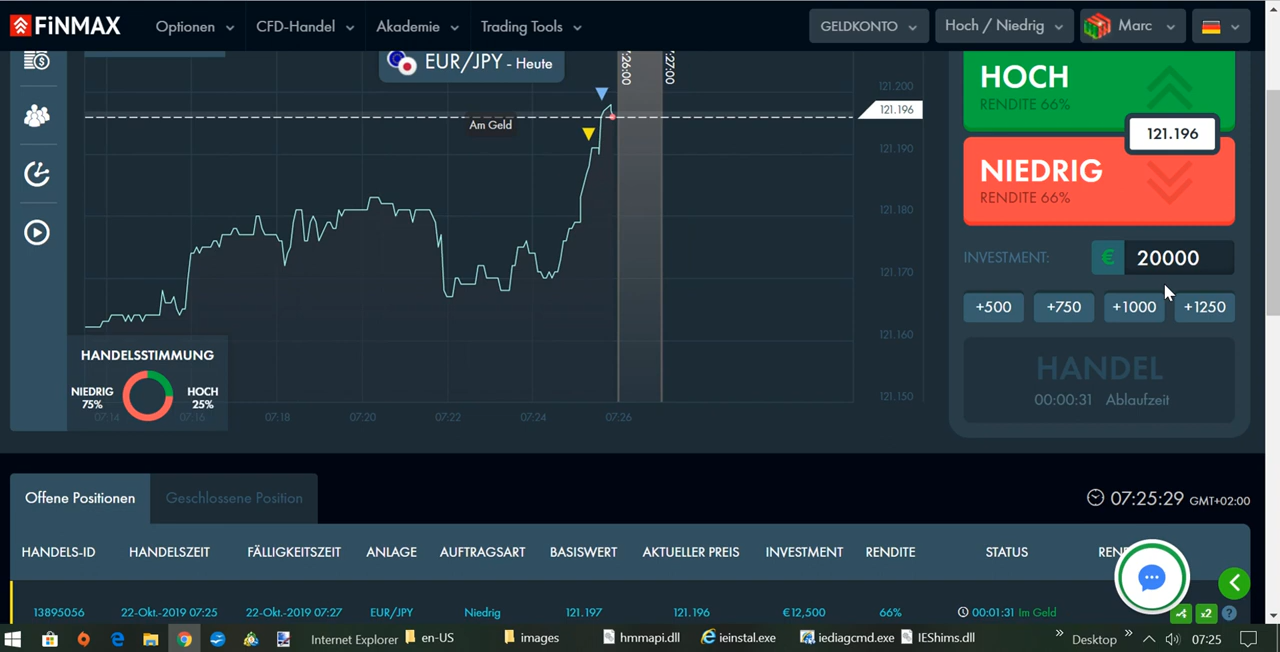 FiNMAX Optionen CFD-Handel Akademie Trading Tools GELDKONTO Hoch / Niedrig Marc
EUR/JPY - Heute
:26:00
:27:00
Am Geld
121.200
121.196
121.190
121.180
121.170
121.160
121.150
07:14 07:16 07:18 07:20 07:22 07:24 07:26
HANDELSSTIMMUNG
NIEDRIG
75%
HOCH
25%
HOCH
RENDITE 66%
121.196
NIEDRIG
RENDITE 66%
INVESTMENT: € 20000
+500 +750 +1000 +1250
HANDEL
00:00:31 Ablaufzeit
Offene Positionen Geschlossene Position
07:25:29 GMT+02:00
HANDELS-ID HANDELSZEIT FÄLLIGKEITSZEIT ANLAGE AUFTRAGSART BASISWERT AKTUELLER PREIS INVESTMENT RENDITE STATUS REN
13895056 22-Okt.-2019 07:25 22-Okt.-2019 07:27 EUR/JPY Niedrig 121.197 121.196 €12,500 66% 00:01:31 Im Geld x2 ?
Internet Explorer en-US images hmmapi.dll ieinstal.exe iediagcmd.exe IEShims.dll » Desktop » 07:25